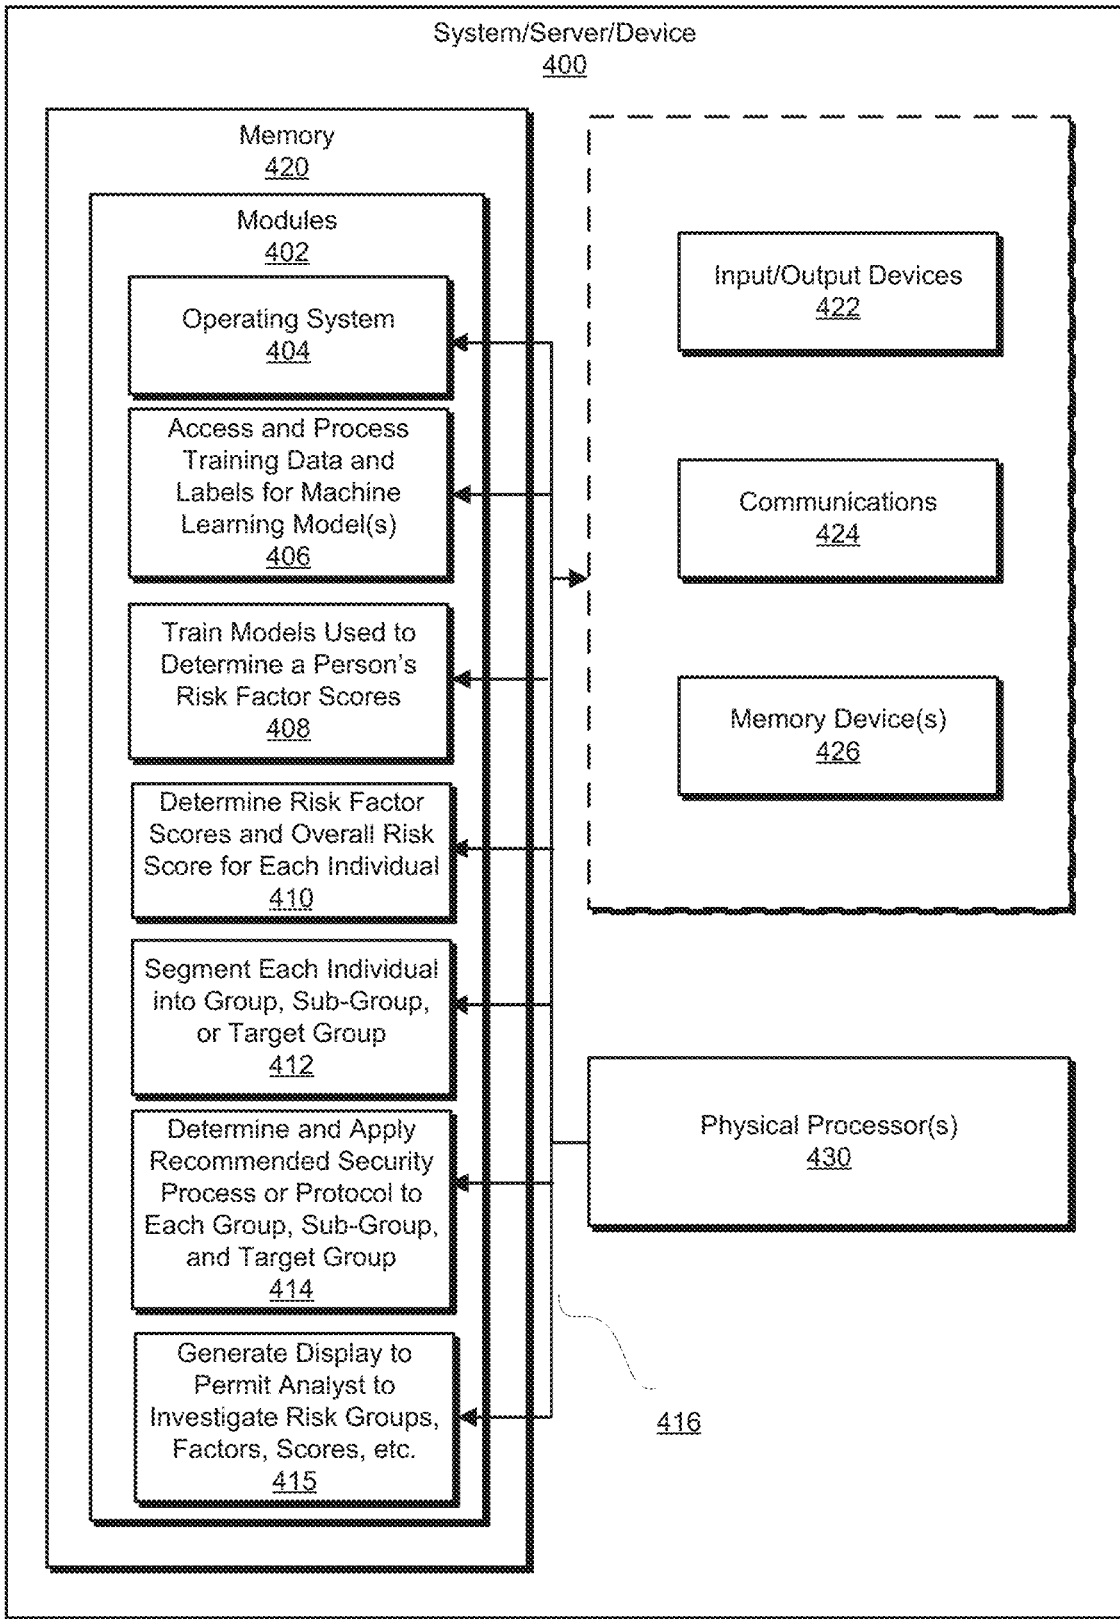 System/Server/Device
400
Memory
420
Modules
402
Operating System
404
Access and Process
Training Data and
Labels for Machine
Learning Model(s)
406
Train Models Used to
Determine a Person's
Risk Factor Scores
408
Determine Risk Factor
Scores and Overall Risk
Score for Each Individual
410
Segment Each Individual
into Group, Sub-Group,
or Target Group
412
Determine and Apply
Recommended Security
Process or Protocol to
Each Group, Sub-Group,
and Target Group
414
Generate Display to
Permit Analyst to
Investigate Risk Groups,
Factors, Scores, etc.
415
Input/Output Devices
422
Communications
424
Memory Device(s)
426
Physical Processor(s)
430
416